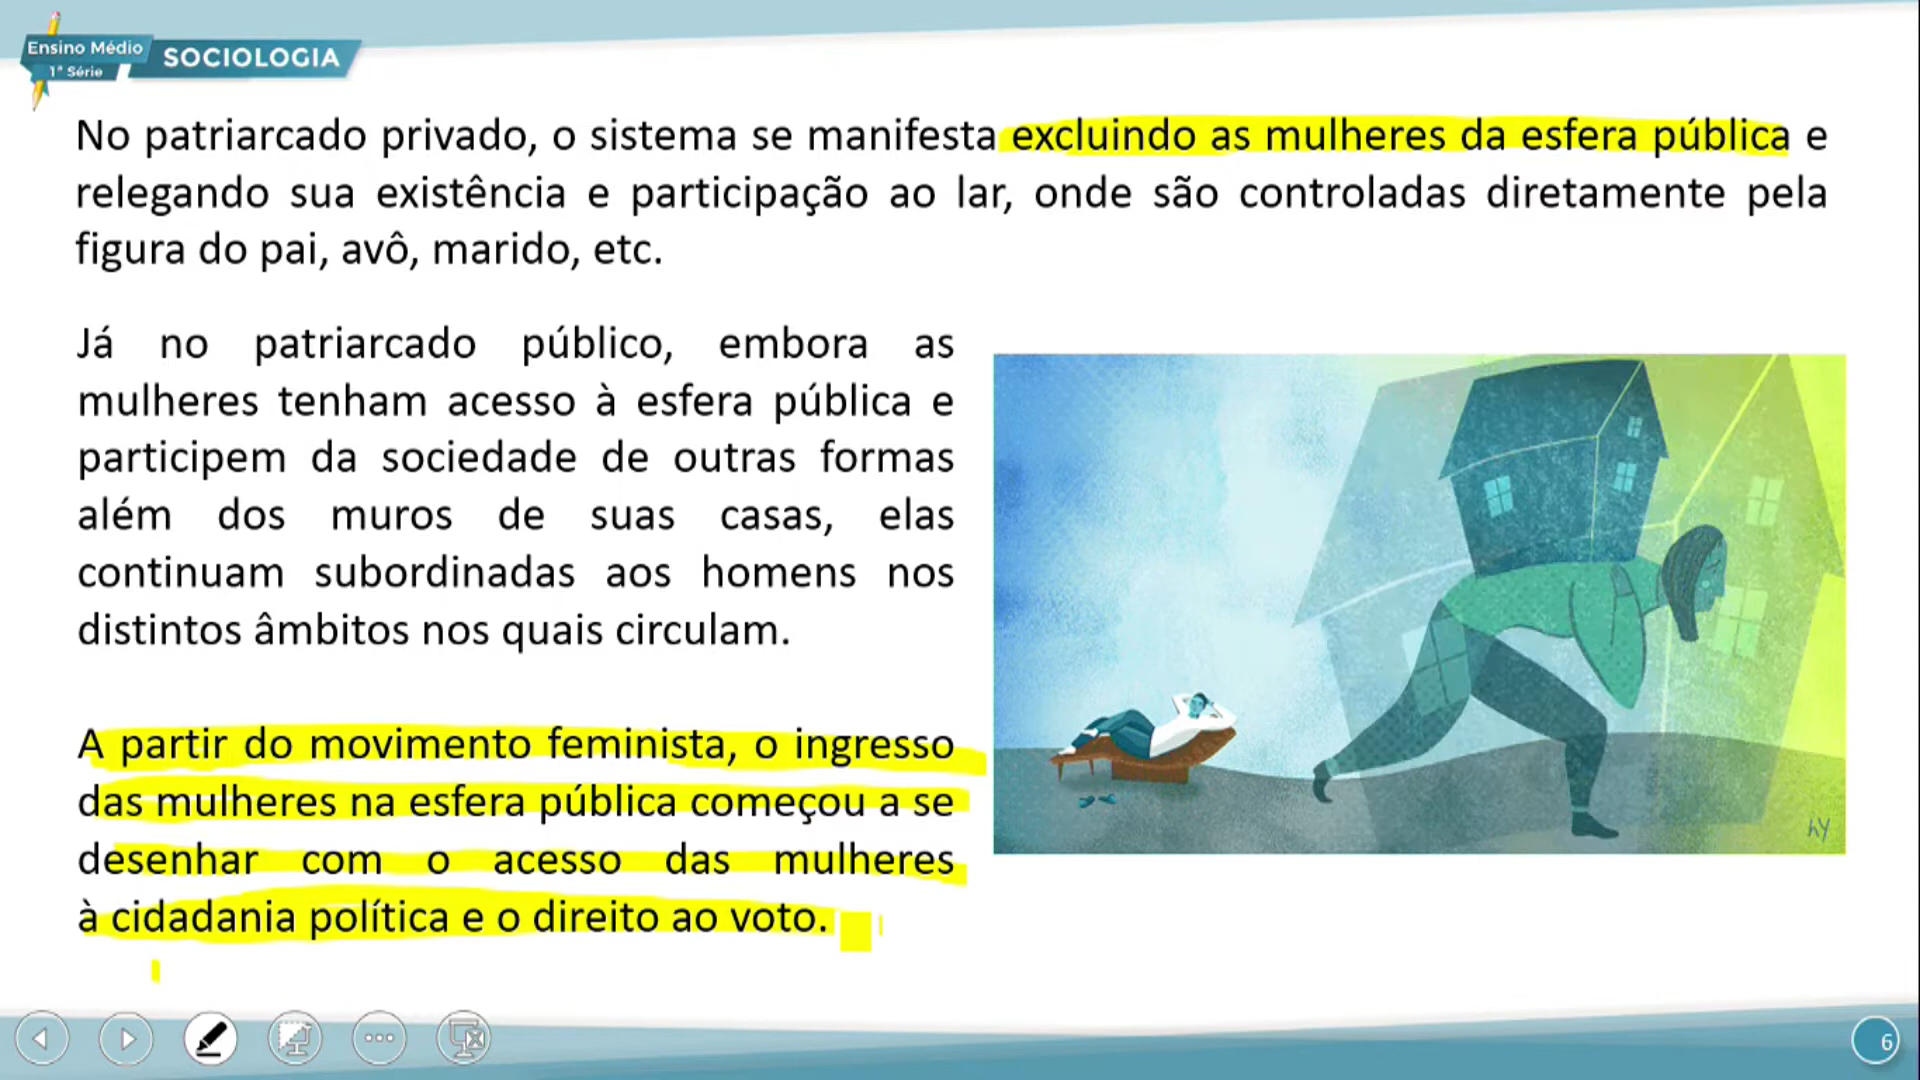 Ensino Médio
1ª Série
SOCIOLOGIA
No patriarcado privado, o sistema se manifesta excluindo as mulheres da esfera pública e
relegando sua existência e participação ao lar, onde são controladas diretamente pela
figura do pai, avô, marido, etc.
Já no patriarcado público, embora as
mulheres tenham acesso à esfera pública e
participem da sociedade de outras formas
além dos muros de suas casas, elas
continuam subordinadas aos homens nos
distintos âmbitos nos quais circulam.
A partir do movimento feminista, o ingresso
das mulheres na esfera pública começou a se
desenhar com o acesso das mulheres
à cidadania política e o direito ao voto.
hY
6